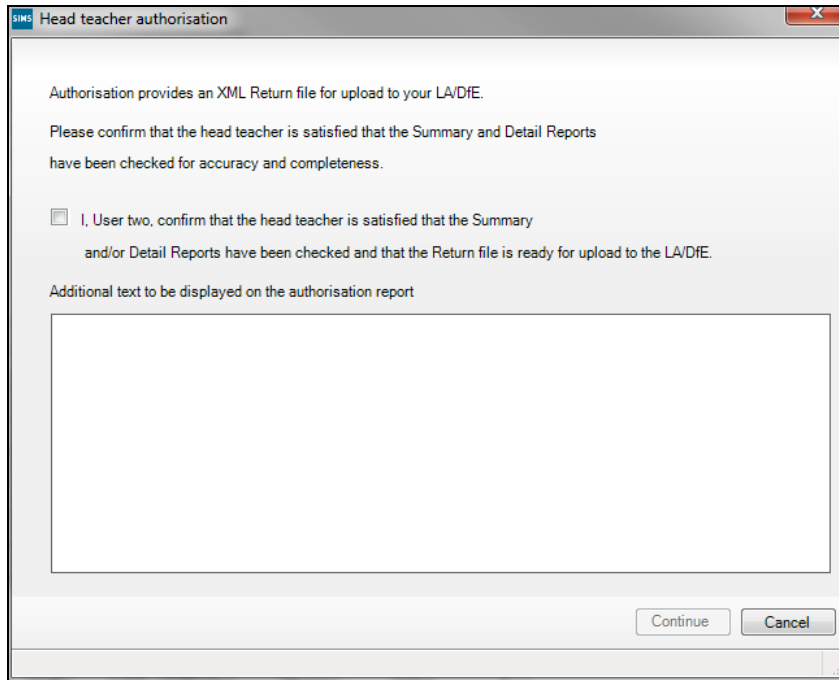 SIMS Head teacher authorisation
Authorisation provides an XML Return file for upload to your LA/DfE.
Please confirm that the head teacher is satisfied that the Summary and Detail Reports
have been checked for accuracy and completeness.
I, User two, confirm that the head teacher is satisfied that the Summary
and/or Detail Reports have been checked and that the Return file is ready for upload to the LA/DfE.
Additional text to be displayed on the authorisation report
Continue Cancel